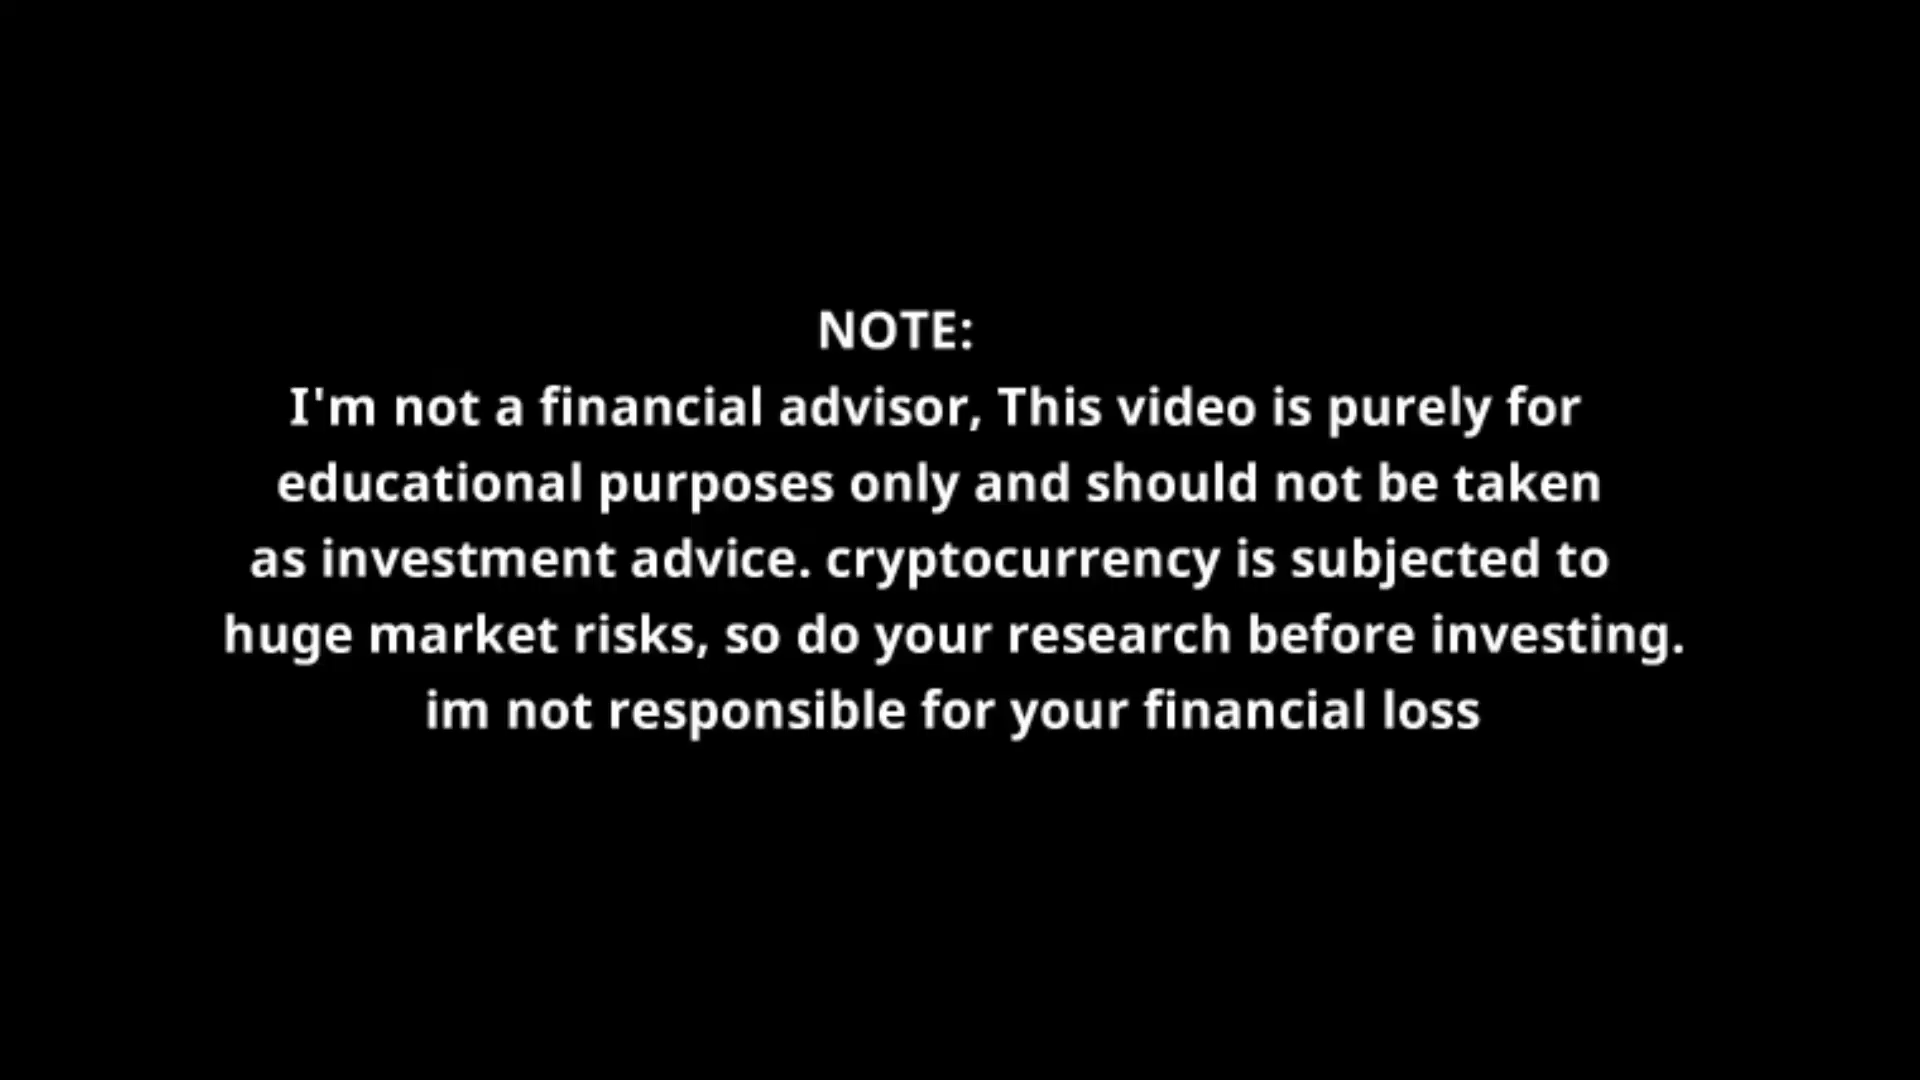 NOTE:
I'm not a financial advisor, This video is purely for
educational purposes only and should not be taken
as investment advice. cryptocurrency is subjected to
huge market risks, so do your research before investing.
im not responsible for your financial loss